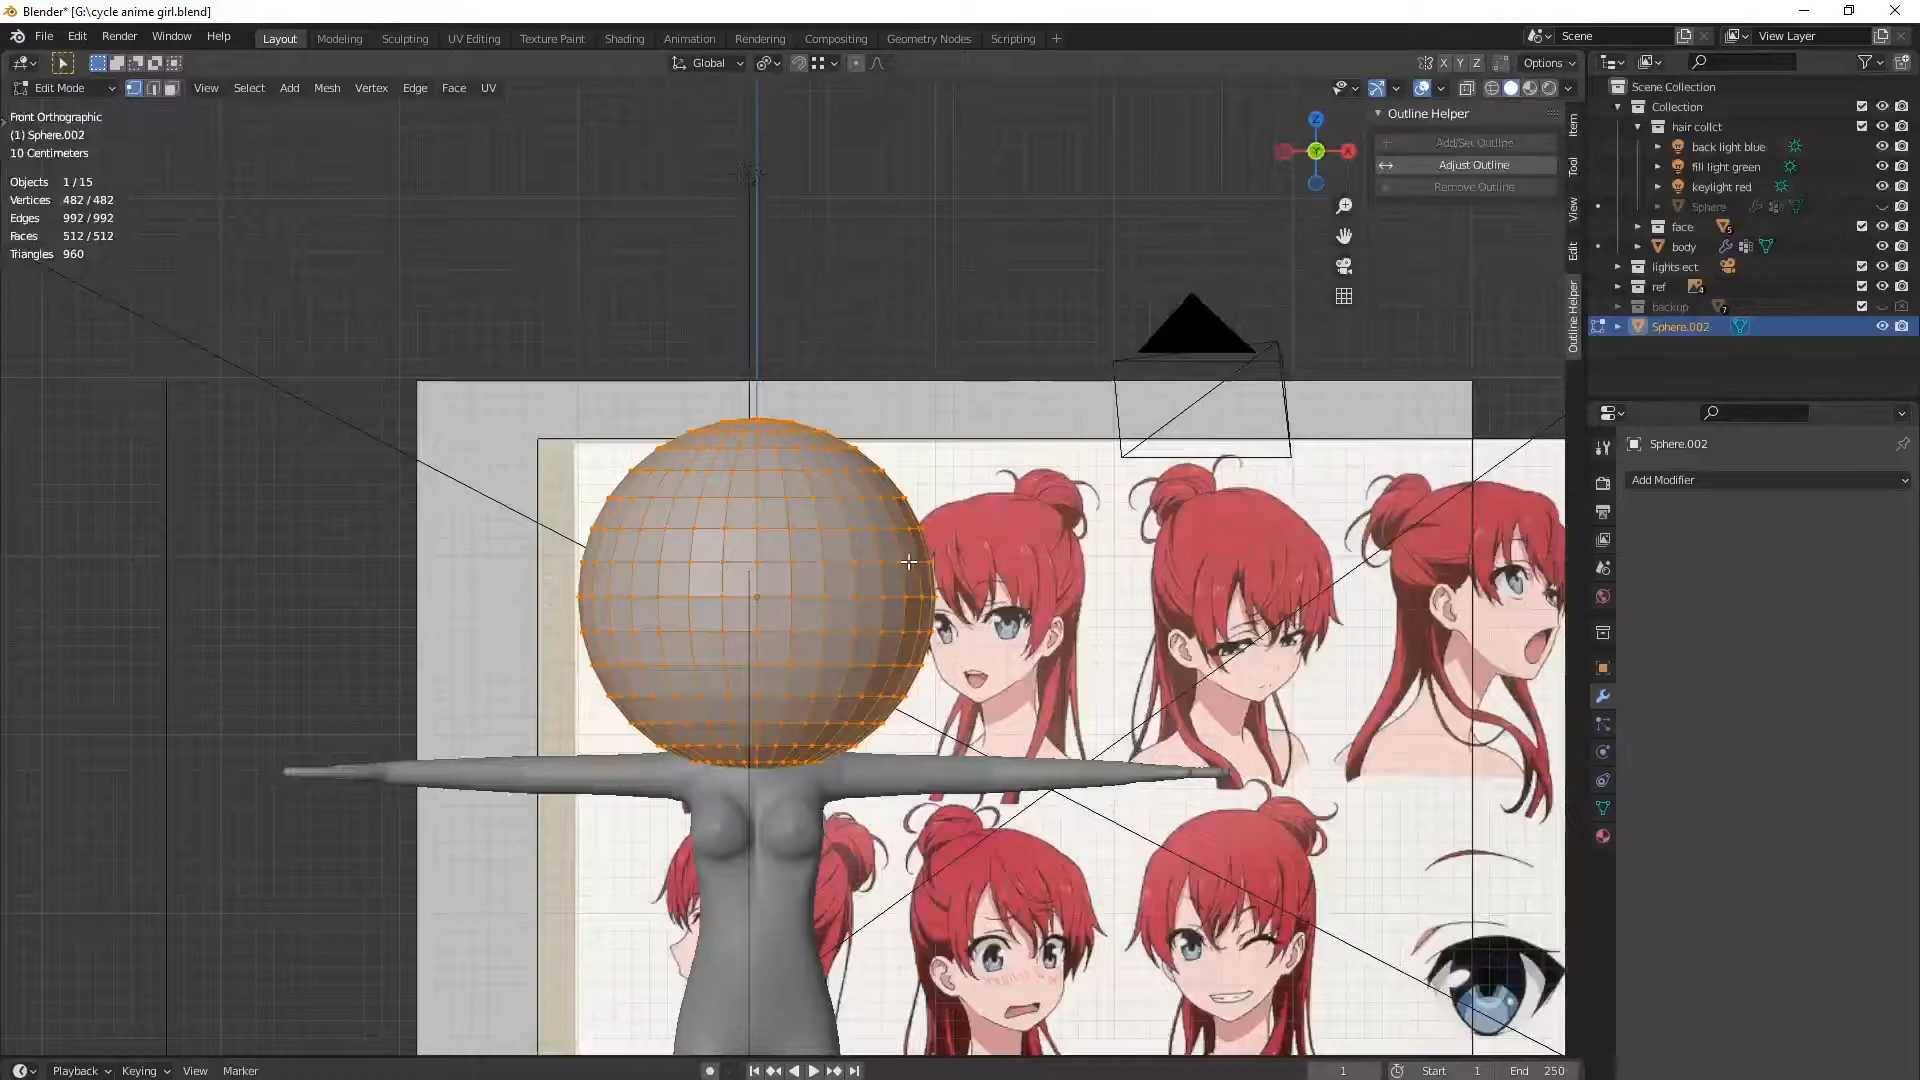 Blender* [G:\cycle anime girl.blend]
File Edit Render Window Help
Layout Modeling Sculpting UV Editing Texture Paint Shading Animation Rendering Compositing Geometry Nodes Scripting +
Scene
View Layer
Global
X Y Z
Options
Edit Mode
View Select Add Mesh Vertex Edge Face UV
Front Orthographic
(1) Sphere.002
10 Centimeters
Objects 1 / 15
Vertices 482 / 482
Edges 992 / 992
Faces 512 / 512
Triangles 960
Z
Y
X
Outline Helper
Add/Set Outline
Adjust Outline
Remove Outline
Item
Tool
View
Edit
Outline Helper
Scene Collection
Collection
hair collct
back light blue
fill light green
keylight red
Sphere
face 5
body
lights ect
ref 4
backup 7
Sphere.002
Sphere.002
Add Modifier
Playback Keying View Marker
1
Start 1
End 250